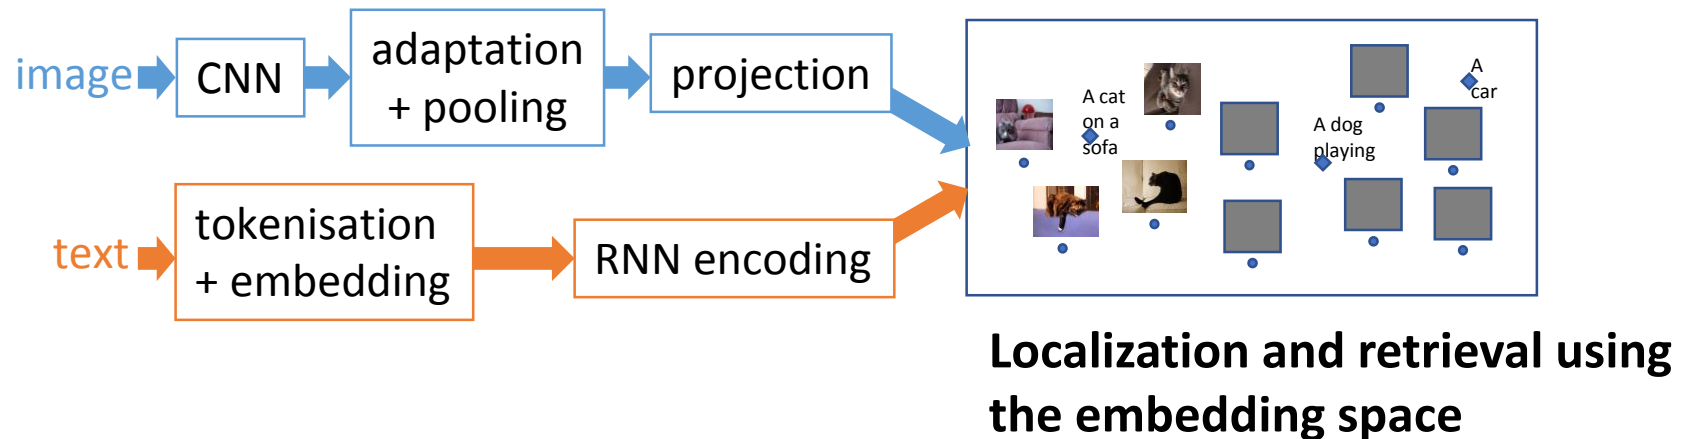 image
CNN
adaptation
+ pooling
projection
text
tokenisation
+ embedding
RNN encoding
A cat
on a
sofa
A dog
playing
A
car
Localization and retrieval using
the embedding space